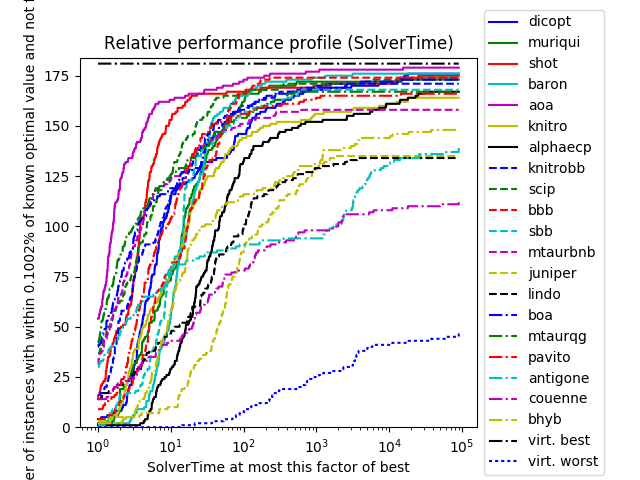 Relative performance profile (SolverTime)
er of instances with within 0.1002% of known optimal value and not
175
150
125
100
75
50
25
0
10^0
10^1
10^2
10^3
10^4
10^5
SolverTime at most this factor of best
dicopt
muriqui
shot
baron
aoa
knitro
alphaecp
knitrobb
scip
bbb
sbb
mtaurbnb
juniper
lindo
boa
mtaurqg
pavito
antigone
couenne
bhyb
virt. best
virt. worst